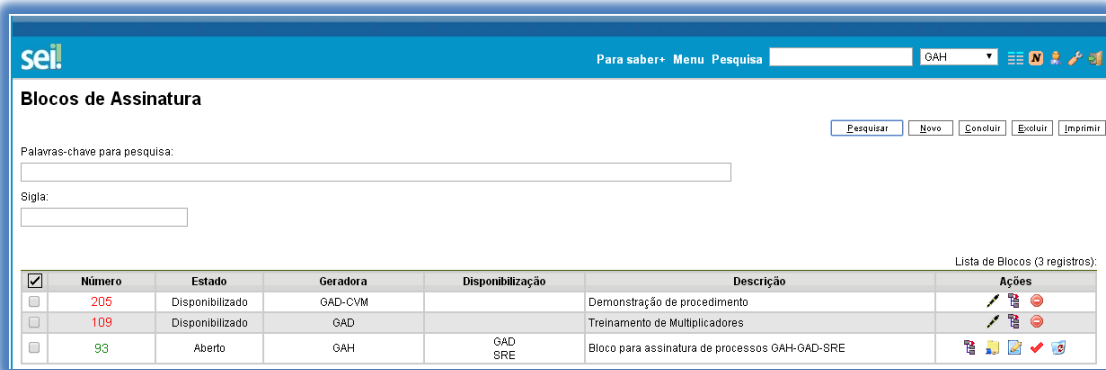 sei!
Para saber+ Menu Pesquisa GAH N
Blocos de Assinatura
Pesquisar Novo Concluir Excluir Imprimir
Palavras-chave para pesquisa:
Sigla:
Lista de Blocos (3 registros):
Número Estado Geradora Disponibilização Descrição Ações
205 Disponibilizado GAD-CVM Demonstração de procedimento
109 Disponibilizado GAD Treinamento de Multiplicadores
93 Aberto GAH GAD SRE Bloco para assinatura de processos GAH-GAD-SRE